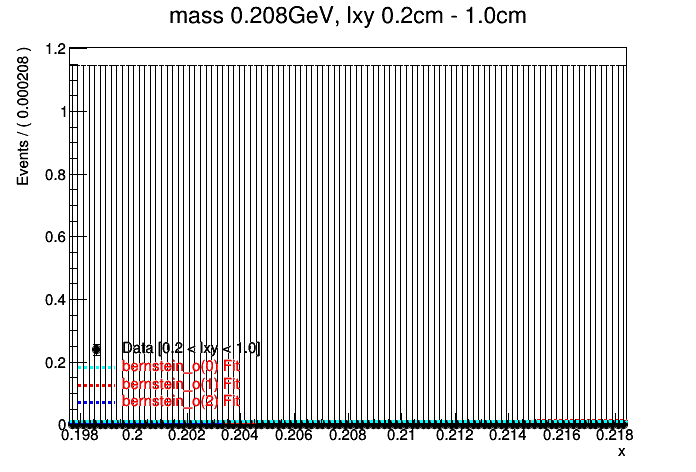 mass 0.208GeV, lxy 0.2cm - 1.0cm
Events / ( 0.000208 )
1.2
1
0.8
0.6
0.4
0.2
0
Data [0.2 < lxy < 1.0]
bernstein_o(0) Fit
bernstein_o(1) Fit
bernstein_o(2) Fit
0.198 0.2 0.202 0.204 0.206 0.208 0.21 0.212 0.214 0.216 0.218
x